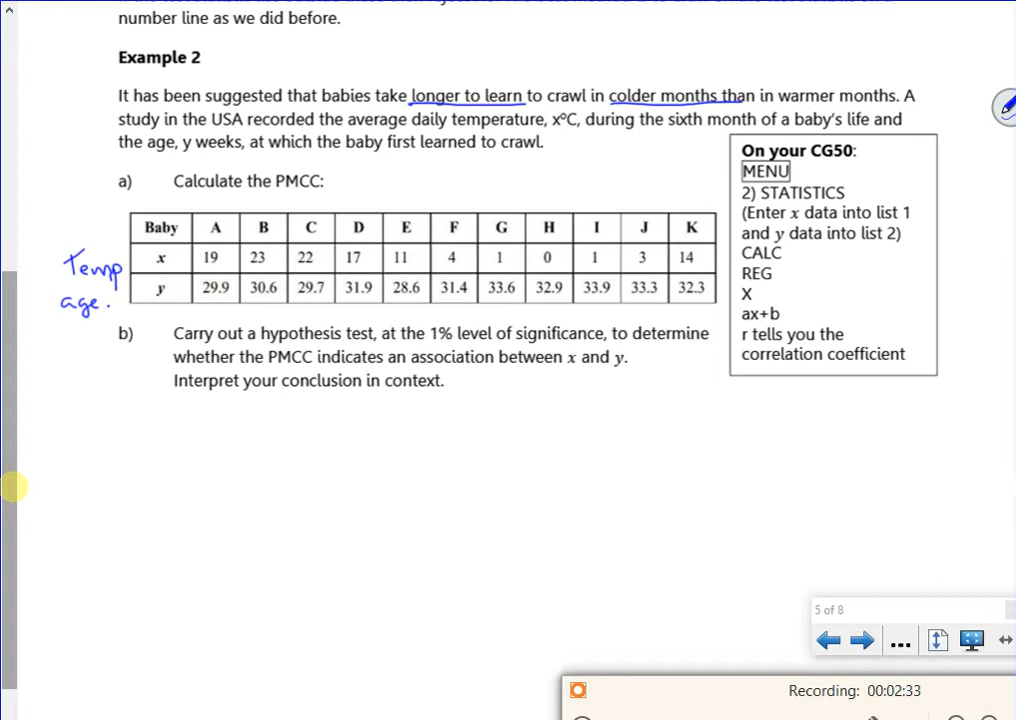 number line as we did before.
Example 2
It has been suggested that babies take longer to learn to crawl in colder months than in warmer months. A
study in the USA recorded the average daily temperature, x°C, during the sixth month of a baby's life and
the age, y weeks, at which the baby first learned to crawl.
a) Calculate the PMCC:
Baby A B C D E F G H I J K
x 19 23 22 17 11 4 1 0 1 3 14
y 29.9 30.6 29.7 31.9 28.6 31.4 33.6 32.9 33.9 33.3 32.3
Temp
age.
b) Carry out a hypothesis test, at the 1% level of significance, to determine
whether the PMCC indicates an association between x and y.
Interpret your conclusion in context.
On your CG50:
MENU
2) STATISTICS
(Enter x data into list 1
and y data into list 2)
CALC
REG
X
ax+b
r tells you the
correlation coefficient
5 of 8
...
Recording: 00:02:33